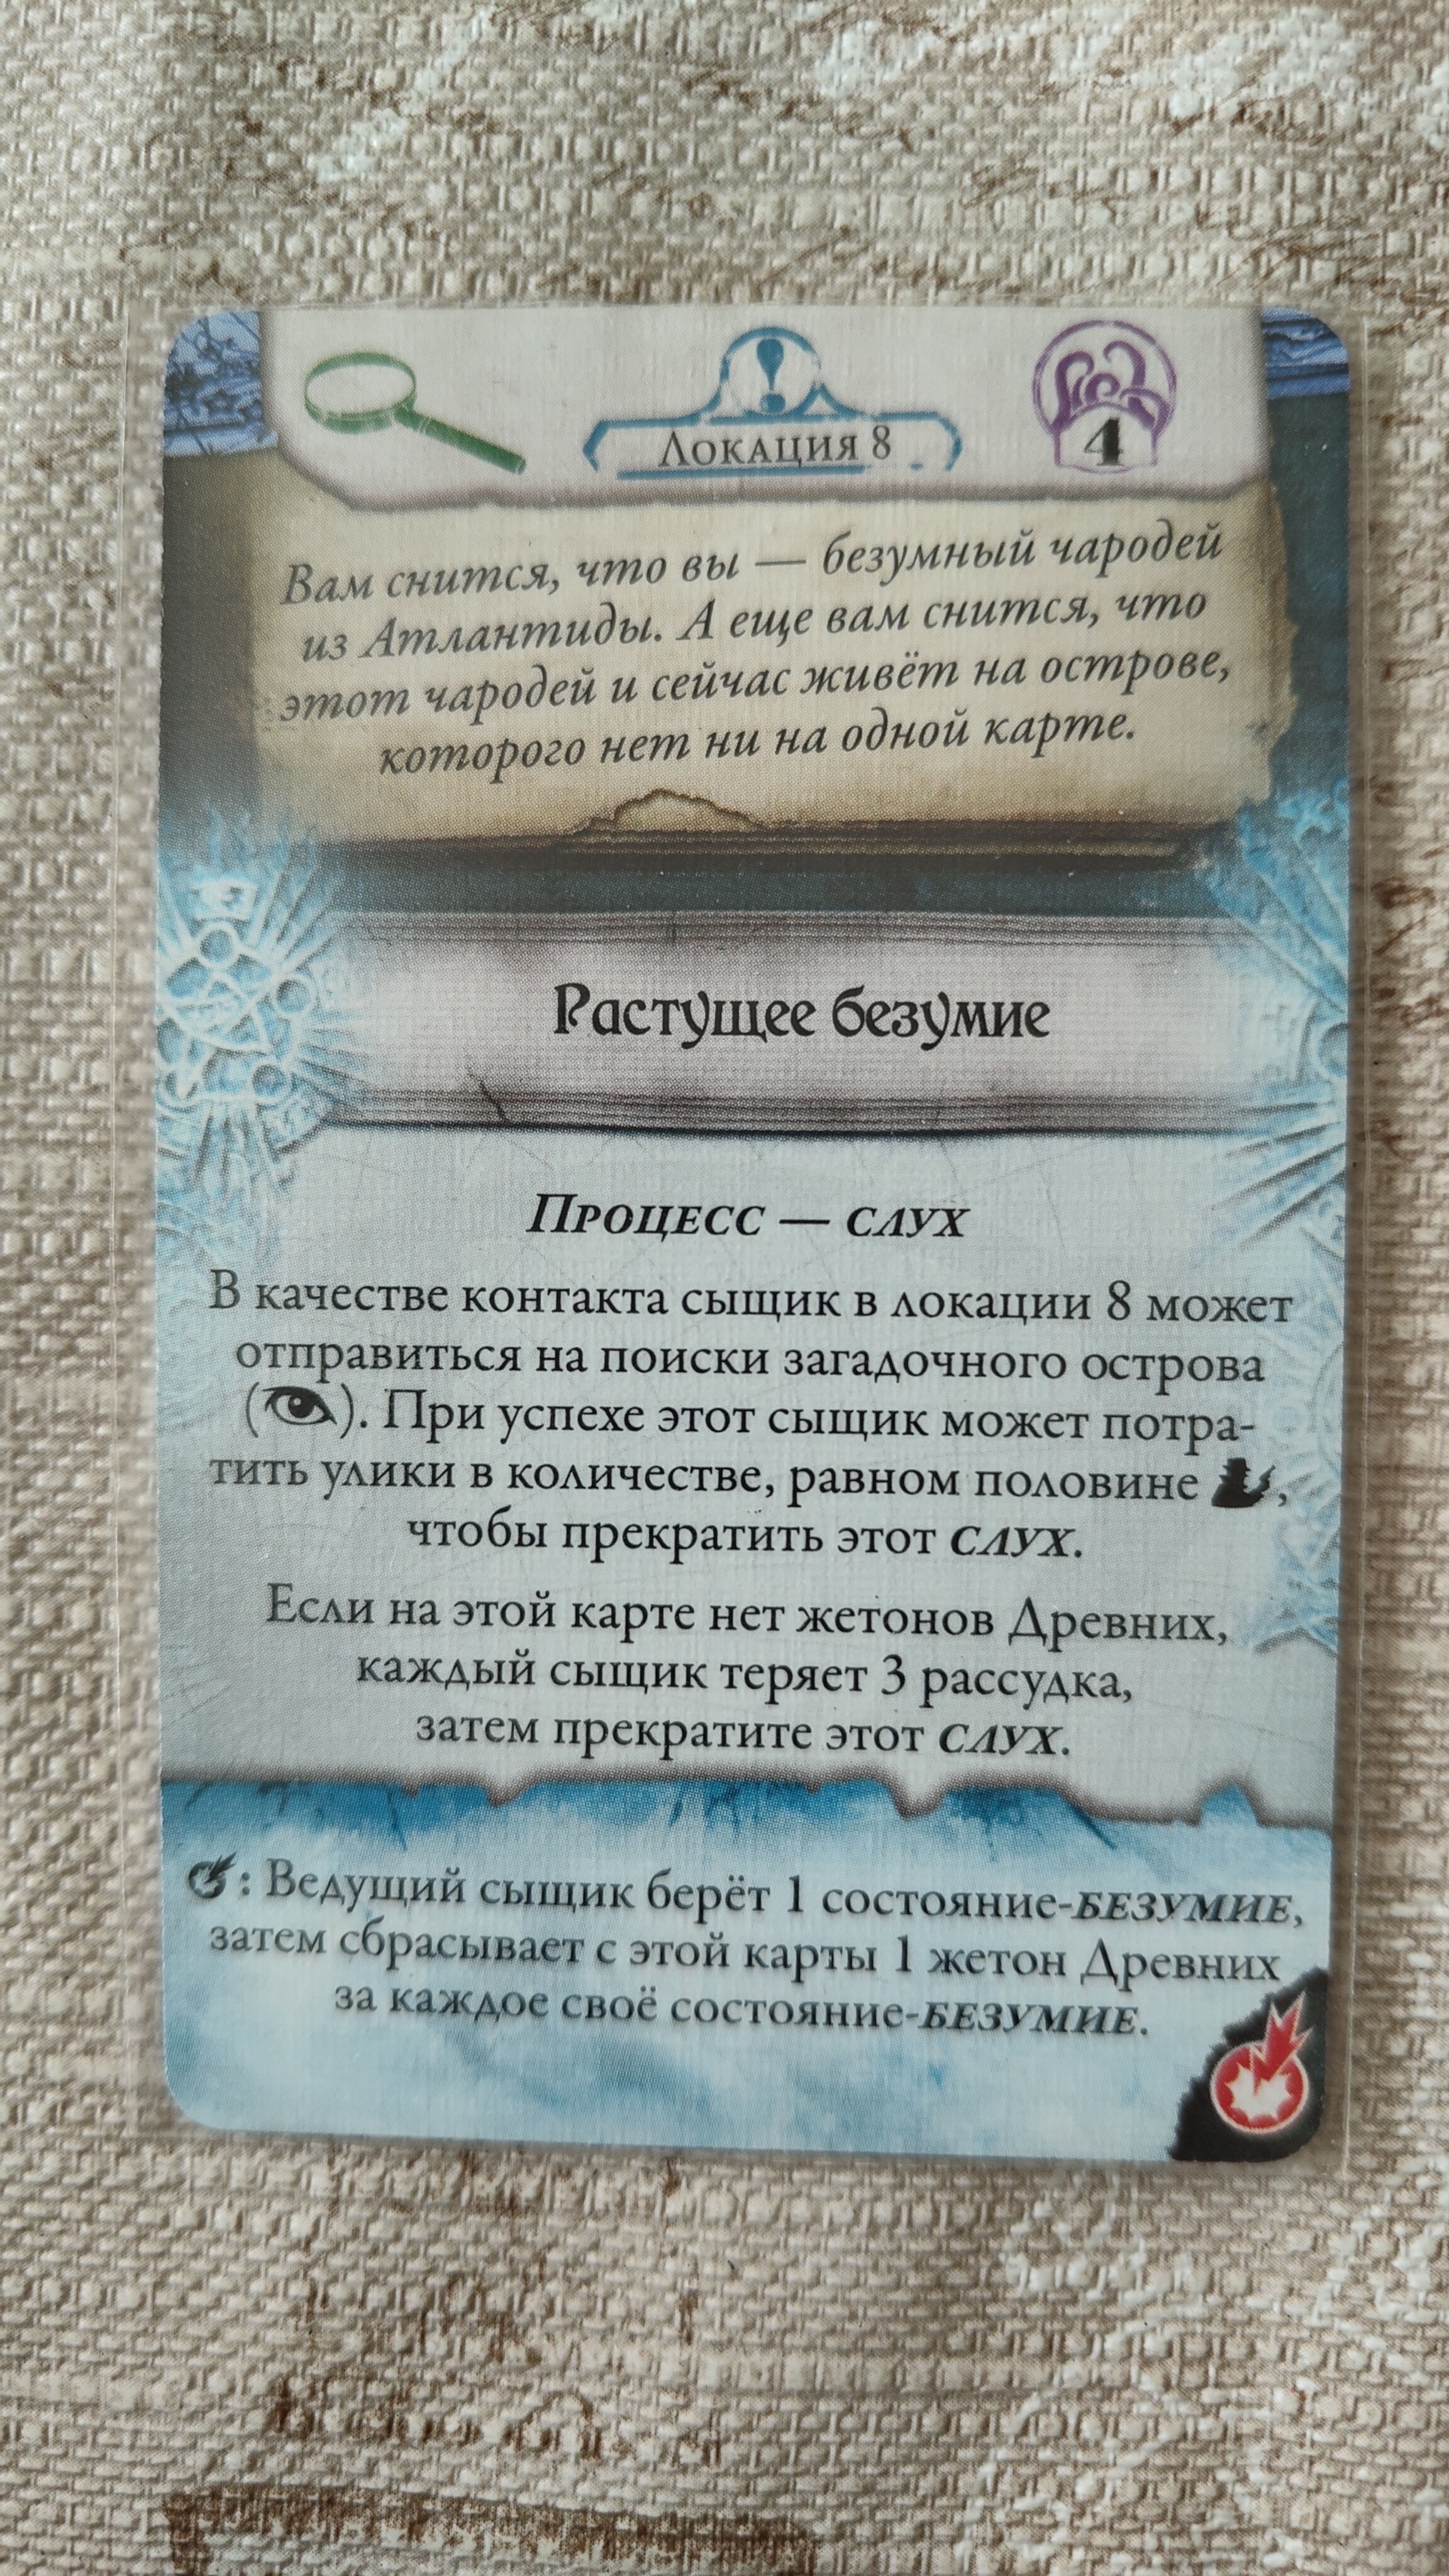 Локация 8
4
Вам снится, что вы — безумный чародей
из Атлантиды. А еще вам снится, что
этот чародей и сейчас живёт на острове,
которого нет ни на одной карте.
Растущее безумие
Процесс — слух
В качестве контакта сыщик в локации 8 может
отправиться на поиски загадочного острова
( ). При успехе этот сыщик может потра-
тить улики в количестве, равном половине ,
чтобы прекратить этот СЛУХ.
Если на этой карте нет жетонов Древних,
каждый сыщик теряет 3 рассудка,
затем прекратите этот СЛУХ.
: Ведущий сыщик берёт 1 состояние-БЕЗУМИЕ,
затем сбрасывает с этой карты 1 жетон Древних
за каждое своё состояние-БЕЗУМИЕ.